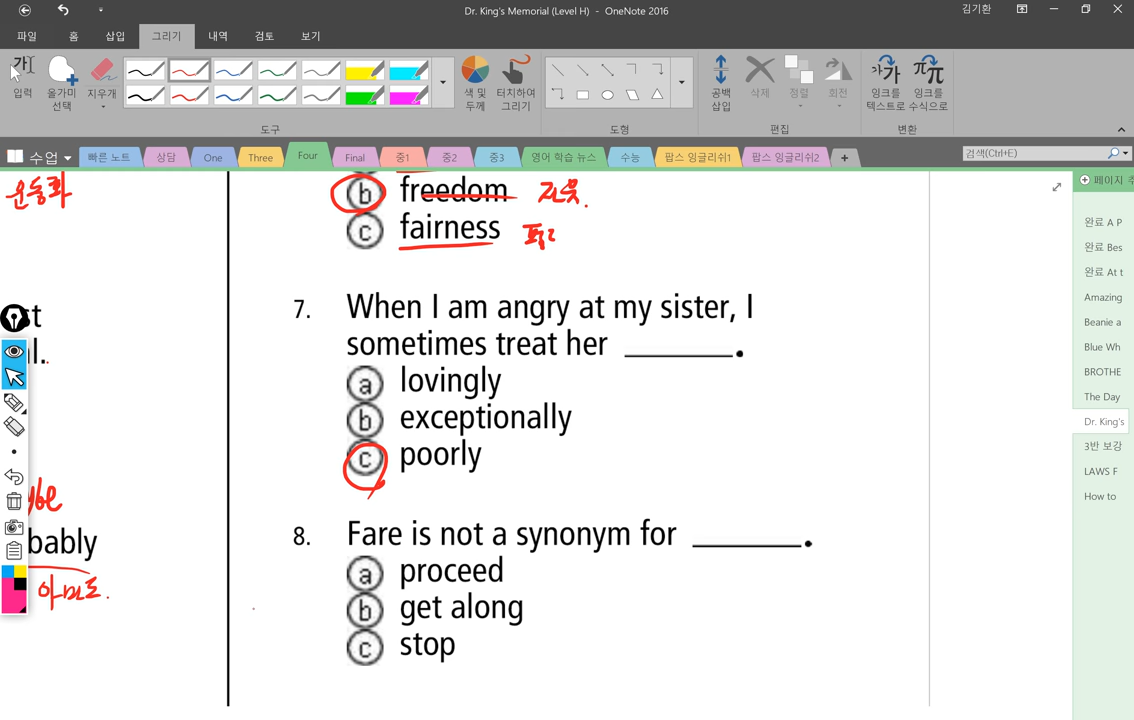 Dr. King's Memorial (Level H) - OneNote 2016
김기환
파일 홈 삽입 그리기 내역 검토 보기
가
입력
올가미
선택
지우개
색 및
두께
터치하여
그리기
공백
삽입
삭제
정렬
회전
잉크를
텍스트로
잉크를
수식으로
도구
도형
편집
변환
수업
빠른 노트
상담
One
Three
Four
Final
중1
중2
중3
영어 학습 뉴스
수능
팝스 잉글리쉬1
팝스 잉글리쉬2
검색(Ctrl+E)
페이지 추
완료 A P
완료 Bes
완료 At t
Amazing
Beanie a
Blue Wh
BROTHE
The Day
Dr. King's
3반 보강
LAWS F
How to
운동화
st
al.
bably
b freedom
c fairness
7. When I am angry at my sister, I
sometimes treat her ________.
a lovingly
b exceptionally
c poorly
8. Fare is not a synonym for ________.
a proceed
b get along
c stop